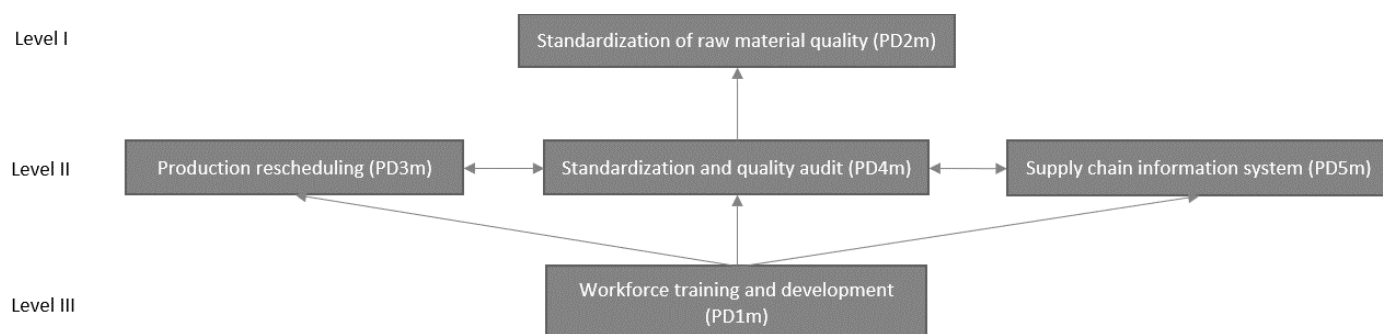 Level I
Standardization of raw material quality (PD2m)
Level II
Production rescheduling (PD3m)
Standardization and quality audit (PD4m)
Supply chain information system (PD5m)
Level III
Workforce training and development
(PD1m)